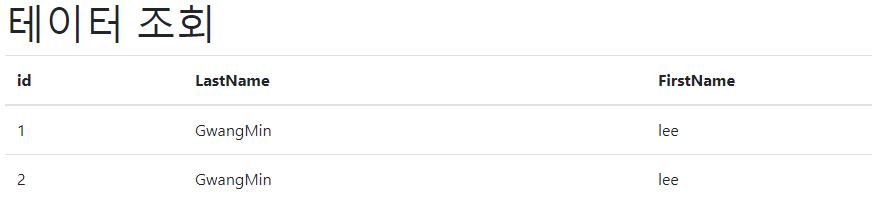 테이터 조회
id LastName FirstName
1 GwangMin lee
2 GwangMin lee